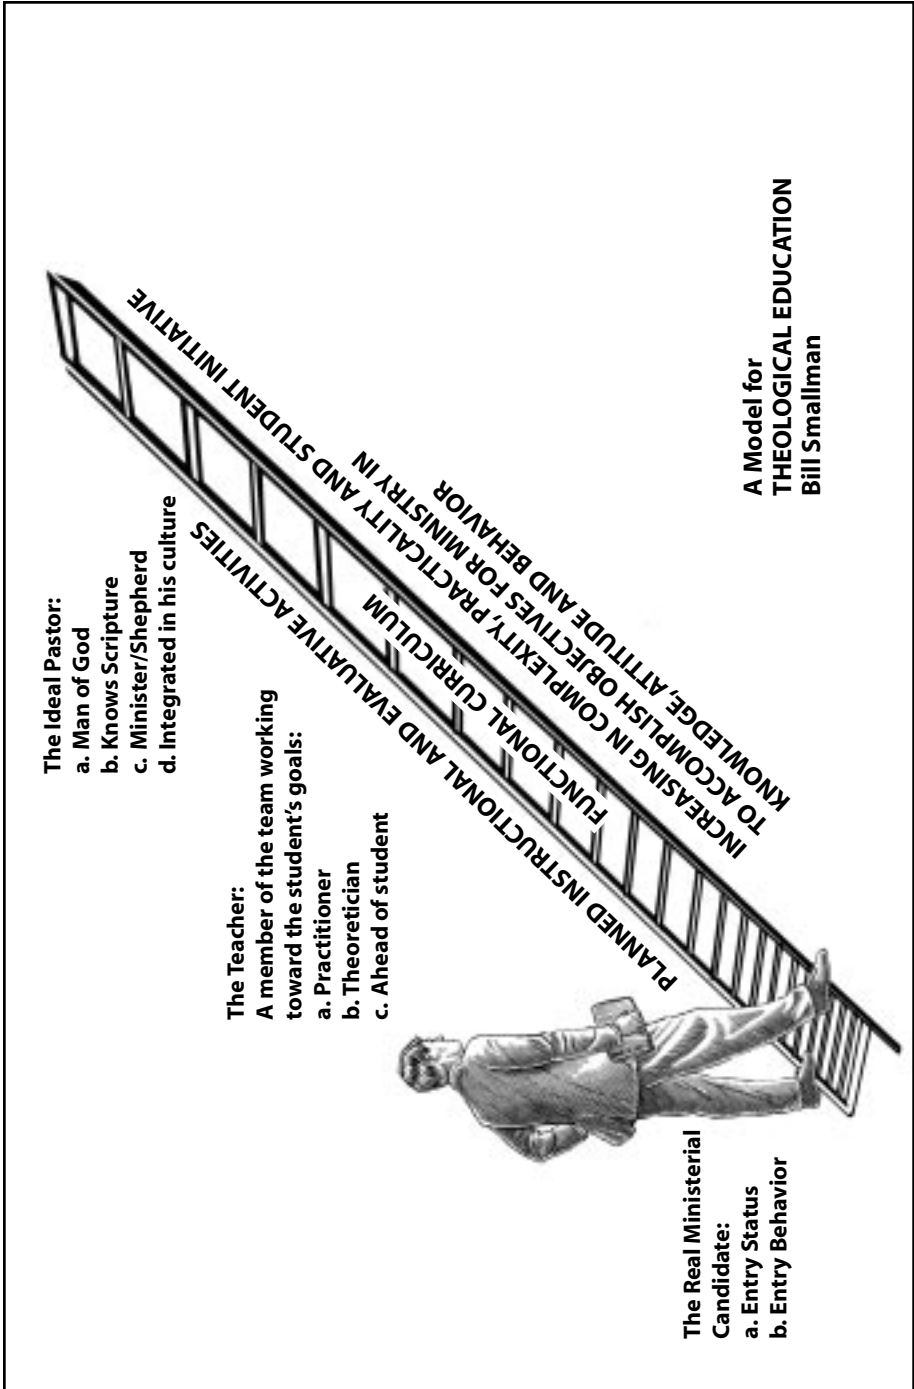 The Ideal Pastor:
a. Man of God
b. Knows Scripture
c. Minister/Shepherd
d. Integrated in his culture
The Teacher:
A member of the team working
toward the student’s goals:
a. Practitioner
b. Theoretician
c. Ahead of student
The Real Ministerial
Candidate:
a. Entry Status
b. Entry Behavior
PLANNED INSTRUCTIONAL AND EVALUATIVE ACTIVITIES
FUNCTIONAL CURRICULUM
INCREASING IN COMPLEXITY, PRACTICALITY AND STUDENT INITIATIVE
TO ACCOMPLISH OBJECTIVES FOR MINISTRY IN
KNOWLEDGE, ATTITUDE AND BEHAVIOR
A Model for
THEOLOGICAL EDUCATION
Bill Smallman